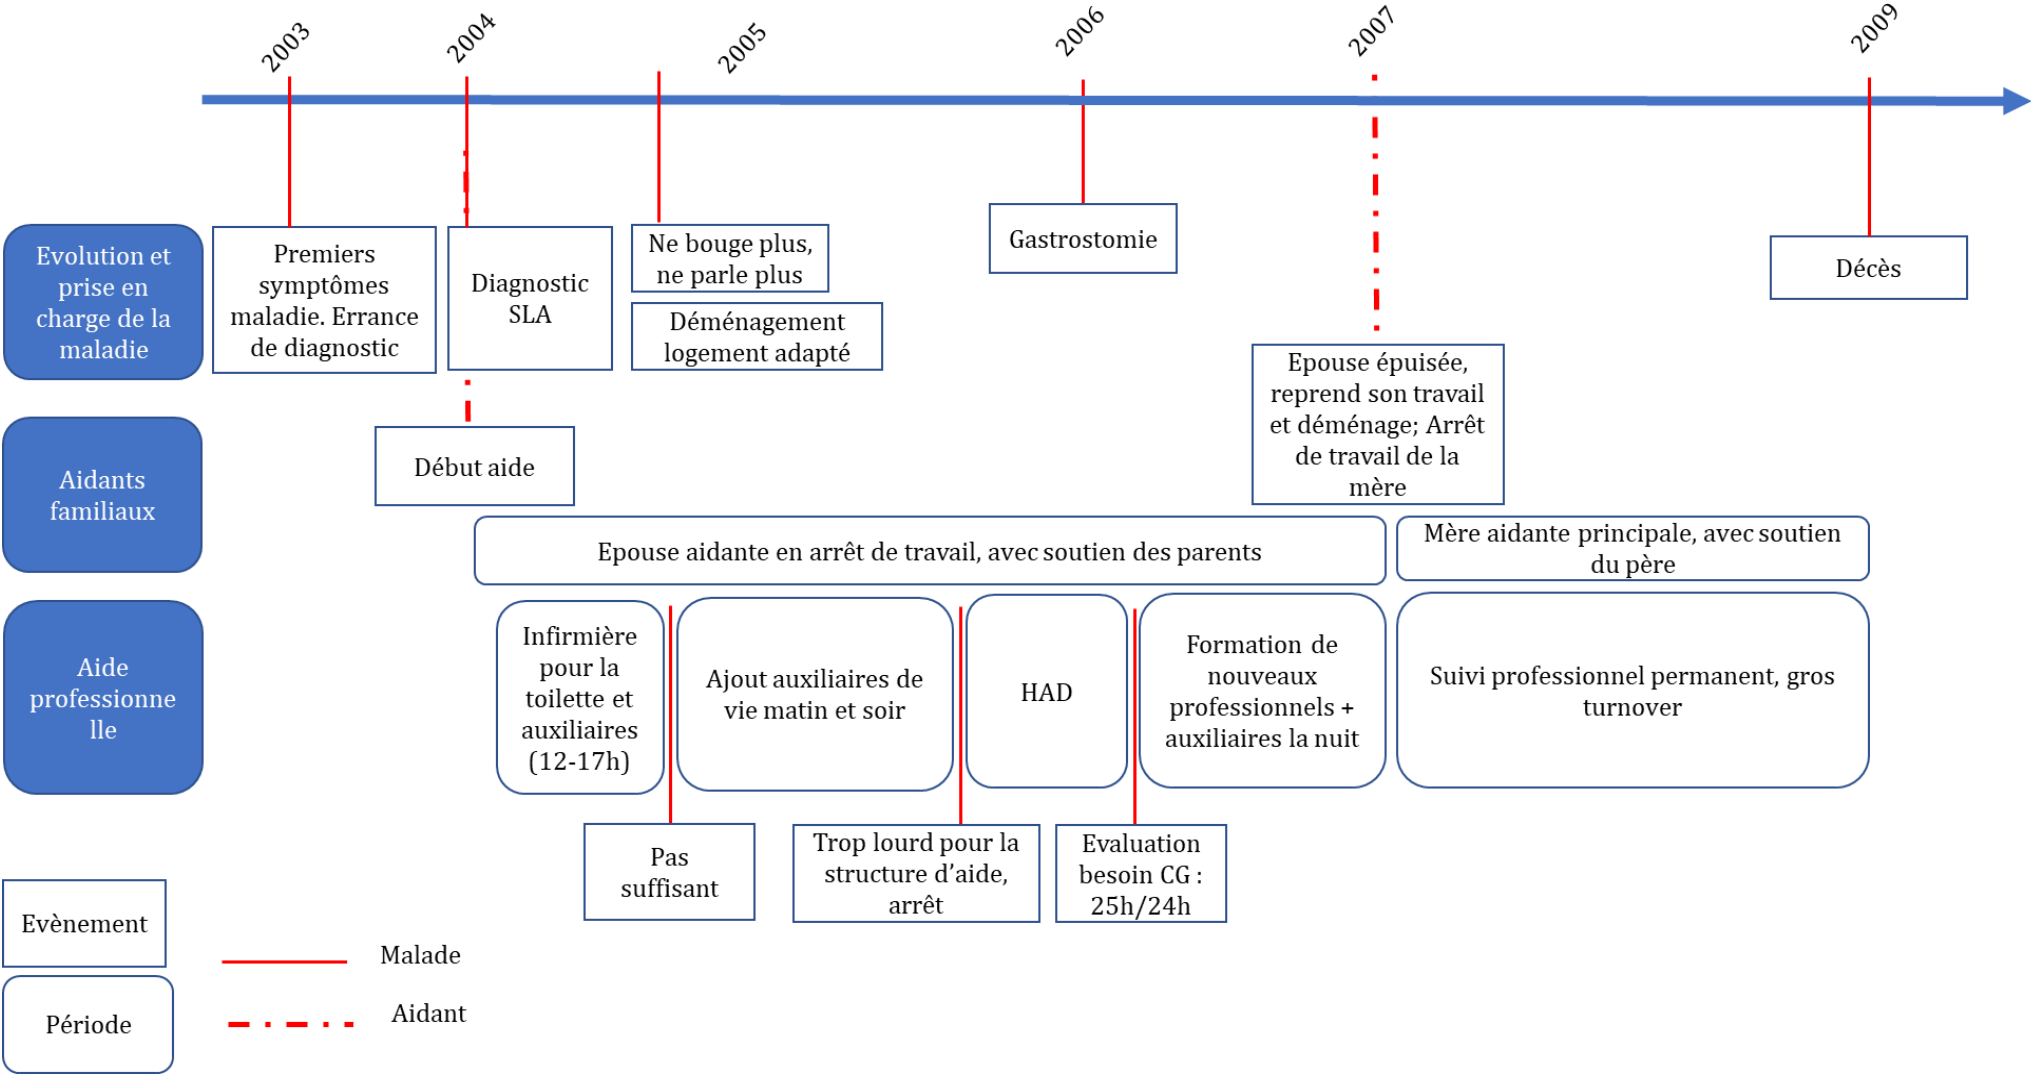 2003
2004
2005
2006
2007
2009
Evolution et
prise en
charge de la
maladie
Premiers
symptômes
maladie. Errance
de diagnostic
Diagnostic
SLA
Ne bouge plus,
ne parle plus
Déménagement
logement adapté
Gastrostomie
Décès
Epouse épuisée,
reprend son travail
et déménage; Arrêt
de travail de la
mère
Aidants
familiaux
Début aide
Epouse aidante en arrêt de travail, avec soutien des parents
Mère aidante principale, avec soutien
du père
Aide
professionne
lle
Infirmière
pour la
toilette et
auxiliaires
(12-17h)
Ajout auxiliaires de
vie matin et soir
HAD
Formation de
nouveaux
professionnels +
auxiliaires la nuit
Suivi professionnel permanent, gros
turnover
Pas
suffisant
Trop lourd pour la
structure d’aide,
arrêt
Evaluation
besoin CG :
25h/24h
Evènement
Malade
Période
Aidant